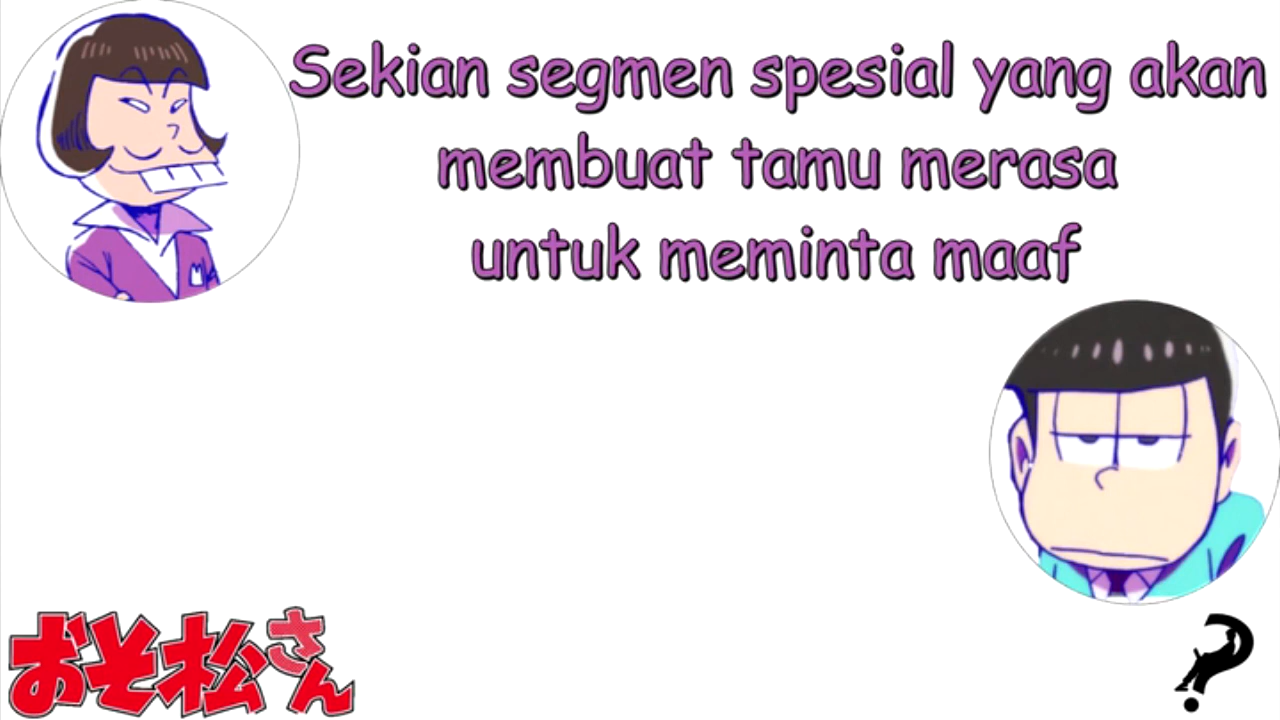 Sekian segmen spesial yang akan
membuat tamu merasa
untuk meminta maaf
おそ松さん
?